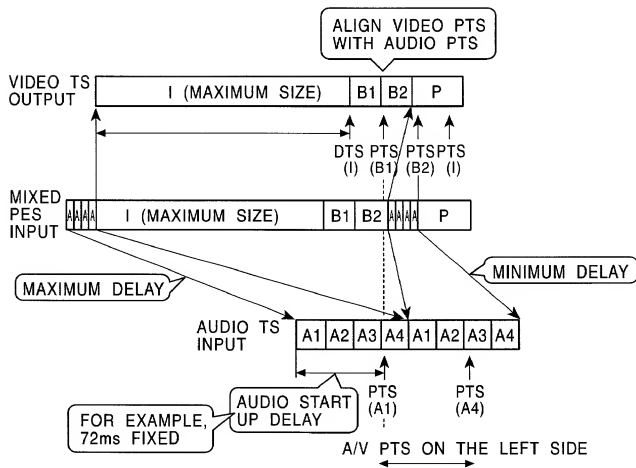 ALIGN VIDEO PTS
WITH AUDIO PTS
VIDEO TS
OUTPUT
I (MAXIMUM SIZE) B1 B2 P
DTS PTS PTS PTS
(I) (B1) (B2) (I)
MIXED
PES
INPUT
A A A A I (MAXIMUM SIZE) B1 B2 A A A A P
MAXIMUM DELAY
MINIMUM DELAY
AUDIO TS
INPUT
A1 A2 A3 A4 A1 A2 A3 A4
PTS
(A1)
PTS
(A4)
AUDIO START
UP DELAY
FOR EXAMPLE,
72ms FIXED
A/V PTS ON THE LEFT SIDE